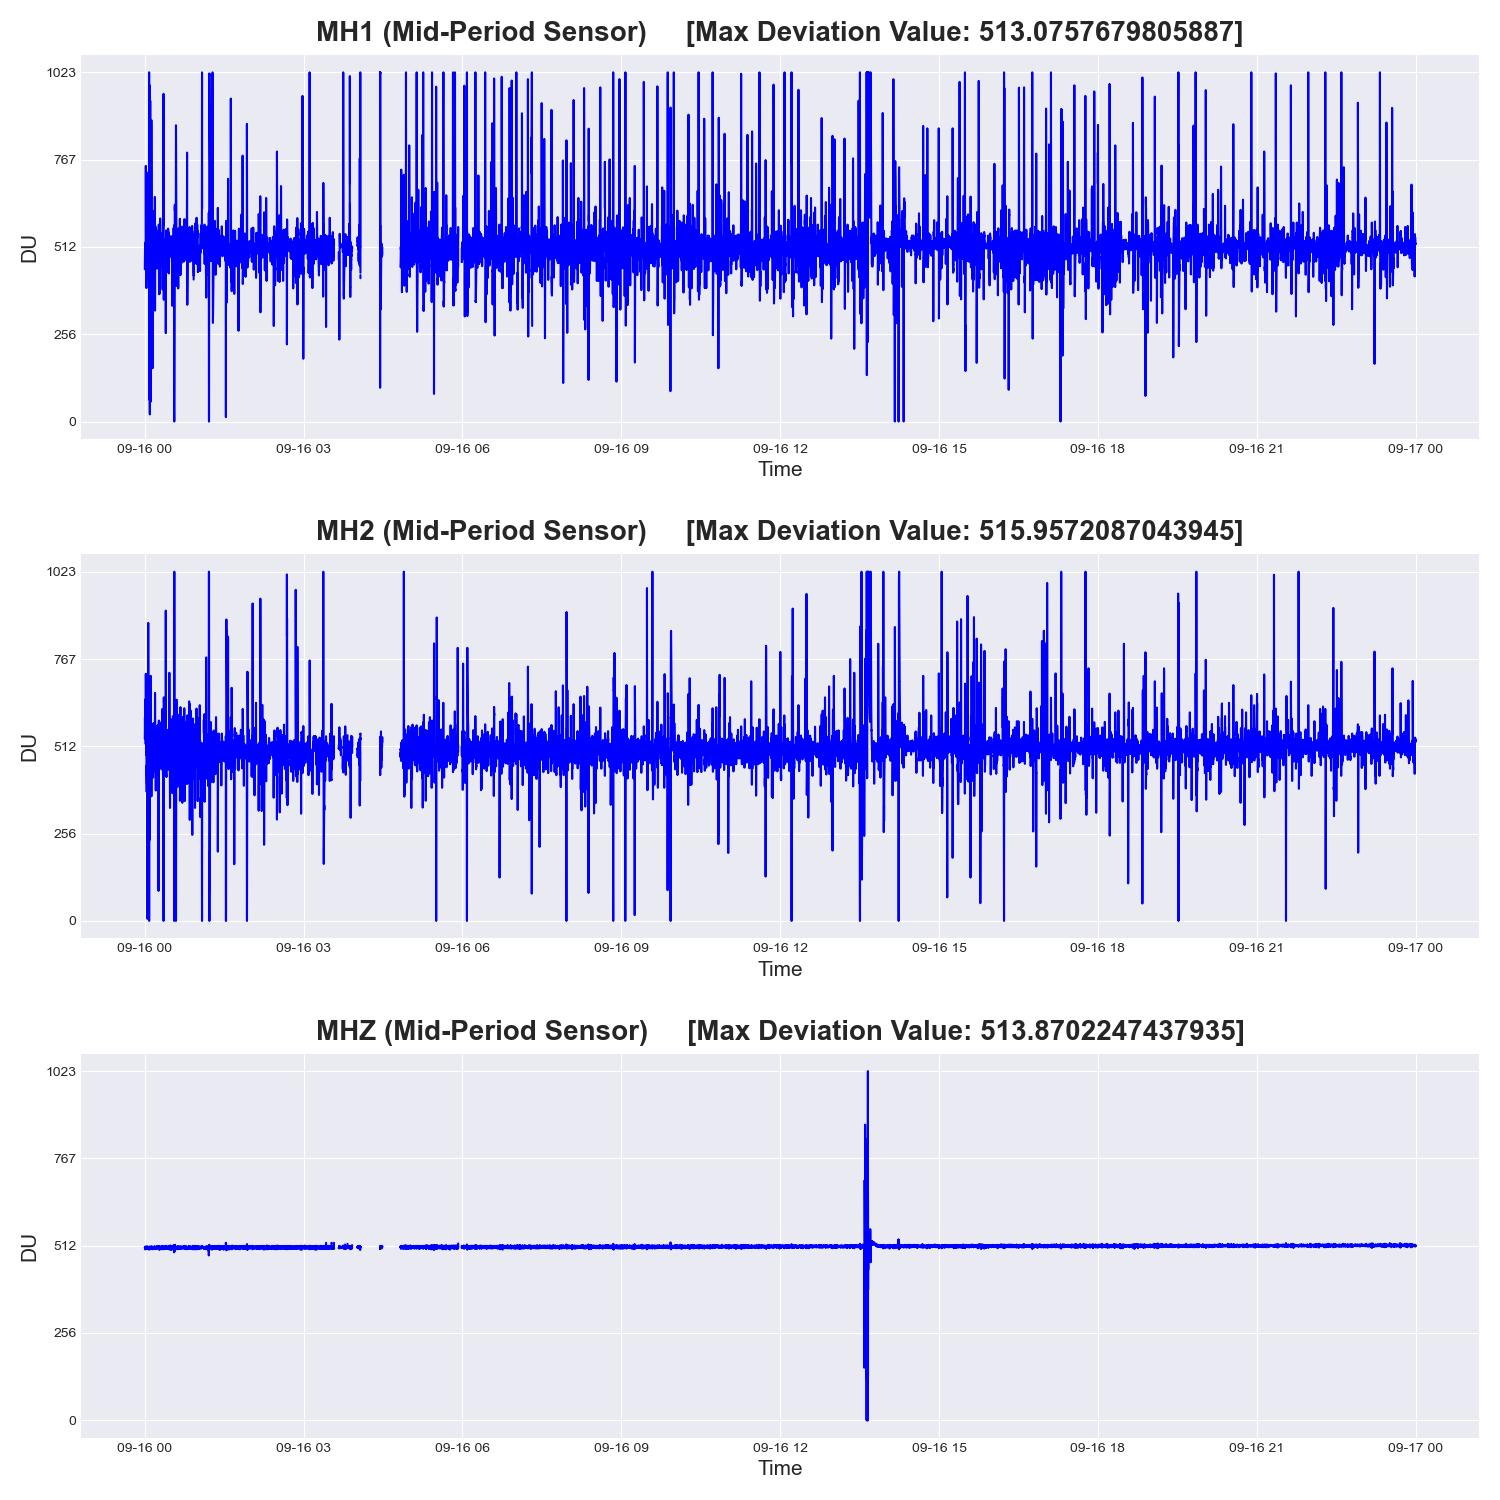 MH1 (Mid-Period Sensor) [Max Deviation Value: 513.0757679805887]
1023
767
512
256
0
DU
09-16 00 09-16 03 09-16 06 09-16 09 09-16 12 09-16 15 09-16 18 09-16 21 09-17 00
Time
MH2 (Mid-Period Sensor) [Max Deviation Value: 515.9572087043945]
1023
767
512
256
0
DU
09-16 00 09-16 03 09-16 06 09-16 09 09-16 12 09-16 15 09-16 18 09-16 21 09-17 00
Time
MHZ (Mid-Period Sensor) [Max Deviation Value: 513.8702247437935]
1023
767
512
256
0
DU
09-16 00 09-16 03 09-16 06 09-16 09 09-16 12 09-16 15 09-16 18 09-16 21 09-17 00
Time